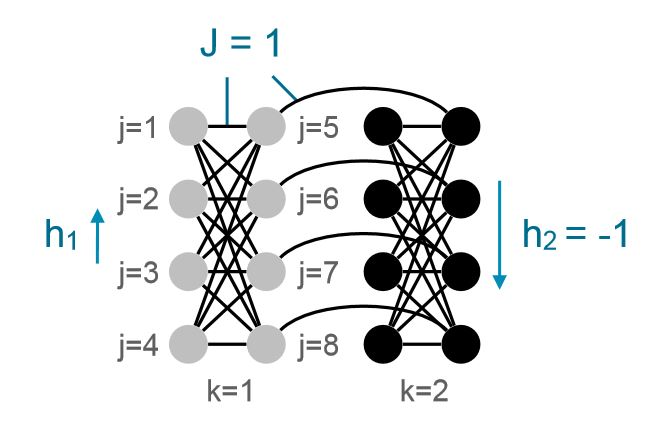 J = 1
j=1
j=5
j=2
j=6
h₁
h₂ = -1
j=3
j=7
j=4
j=8
k=1
k=2